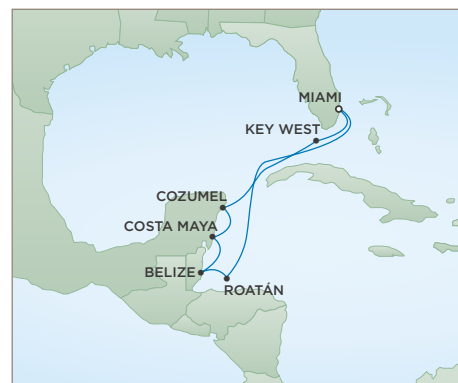 MIAMI
KEY WEST
COZUMEL
COSTA MAYA
BELIZE
ROATÁN